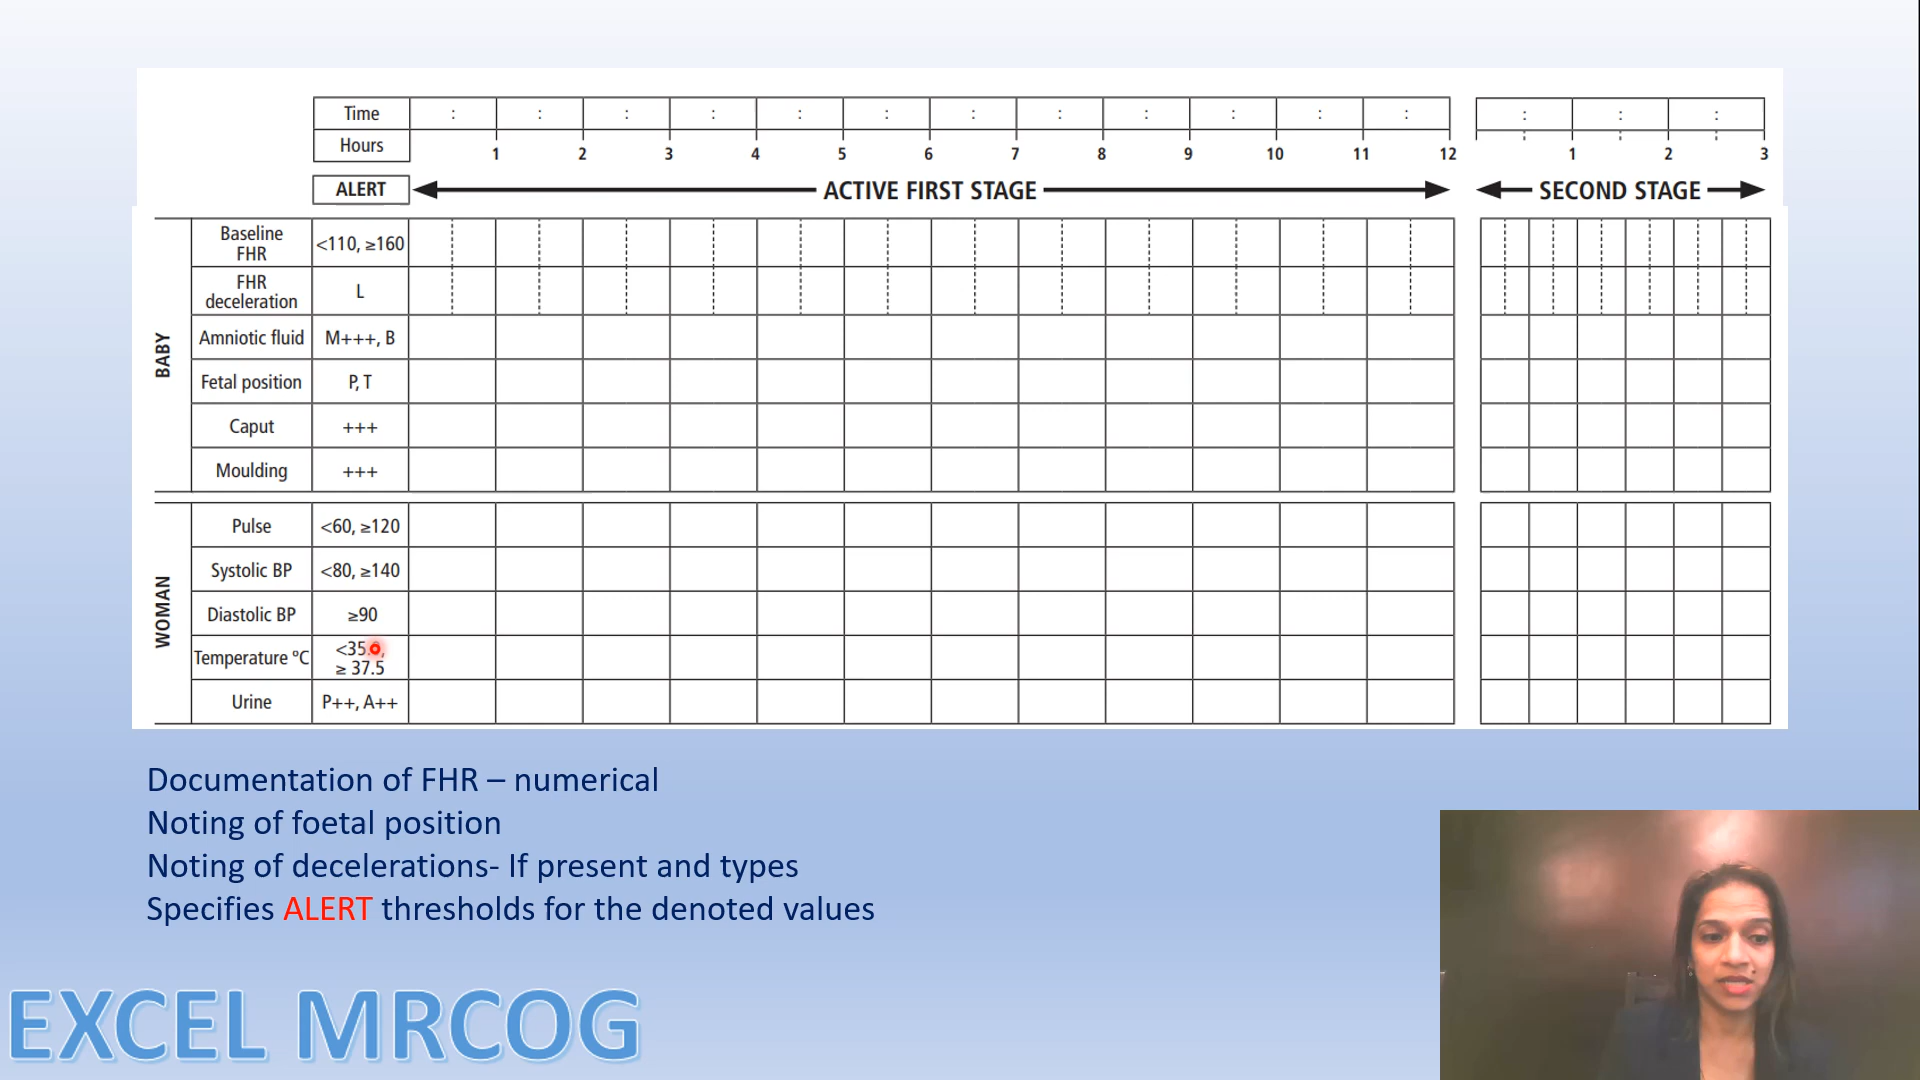 Time : : : : : : : : : : : : : : :
Hours 1 2 3 4 5 6 7 8 9 10 11 12 1 2 3
ALERT ACTIVE FIRST STAGE SECOND STAGE
BABY
Baseline FHR <110, ≥160
FHR deceleration L
Amniotic fluid M+++, B
Fetal position P, T
Caput +++
Moulding +++
WOMAN
Pulse <60, ≥120
Systolic BP <80, ≥140
Diastolic BP ≥90
Temperature ºC ≥ 37.5
Urine P++, A++
Documentation of FHR – numerical
Noting of foetal position
Noting of decelerations- If present and types
Specifies ALERT thresholds for the denoted values
EXCEL MRCOG